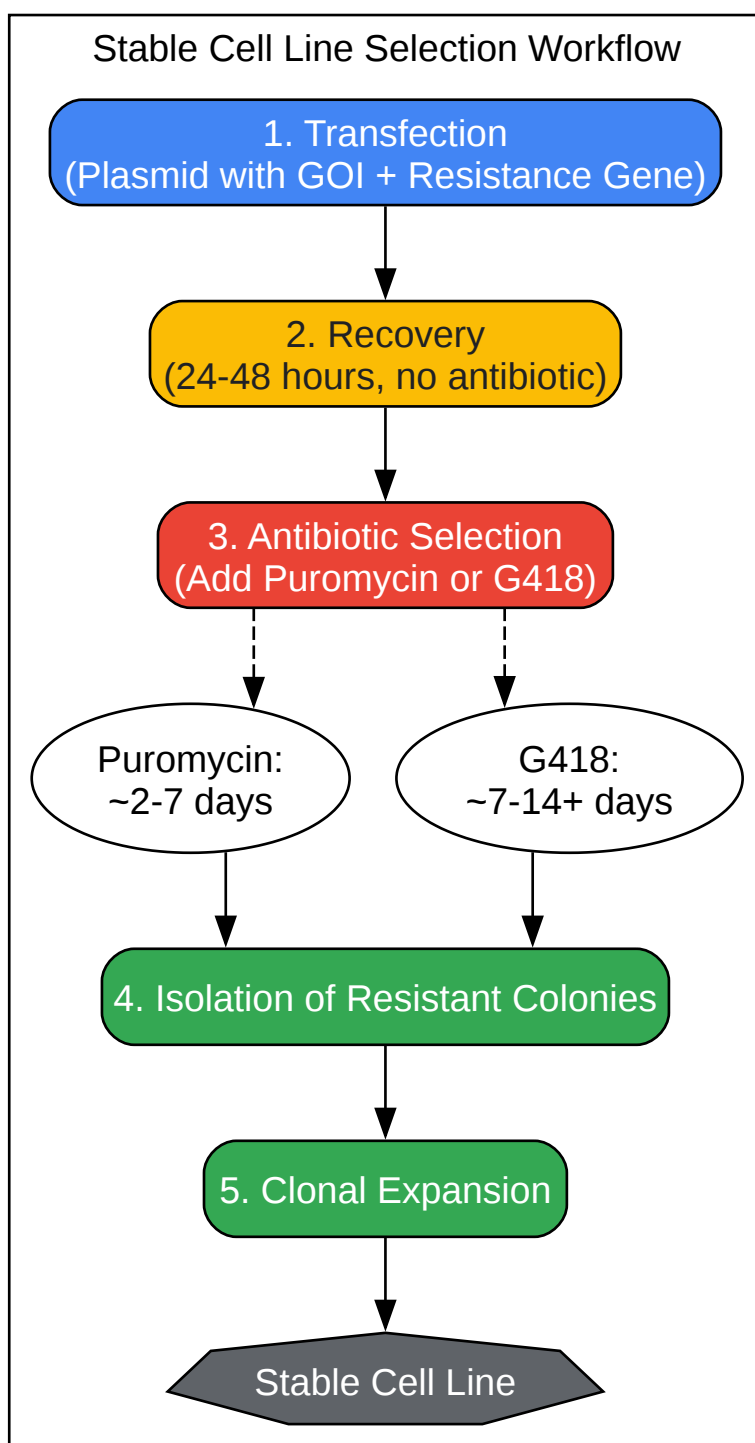 Stable Cell Line Selection Workflow
1. Transfection
(Plasmid with GOI + Resistance Gene)
2. Recovery
(24-48 hours, no antibiotic)
3. Antibiotic Selection
(Add Puromycin or G418)
Puromycin:
~2-7 days
G418:
~7-14+ days
4. Isolation of Resistant Colonies
5. Clonal Expansion
Stable Cell Line